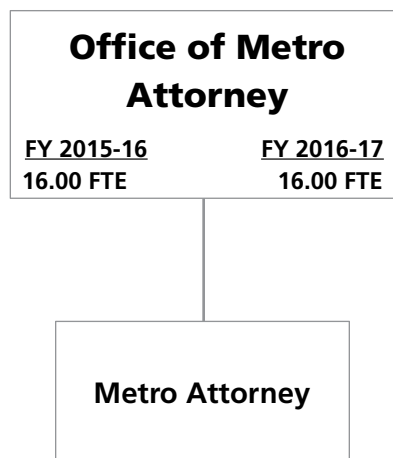 Office of Metro
Attorney
FY 2015-16 FY 2016-17
16.00 FTE 16.00 FTE
Metro Attorney